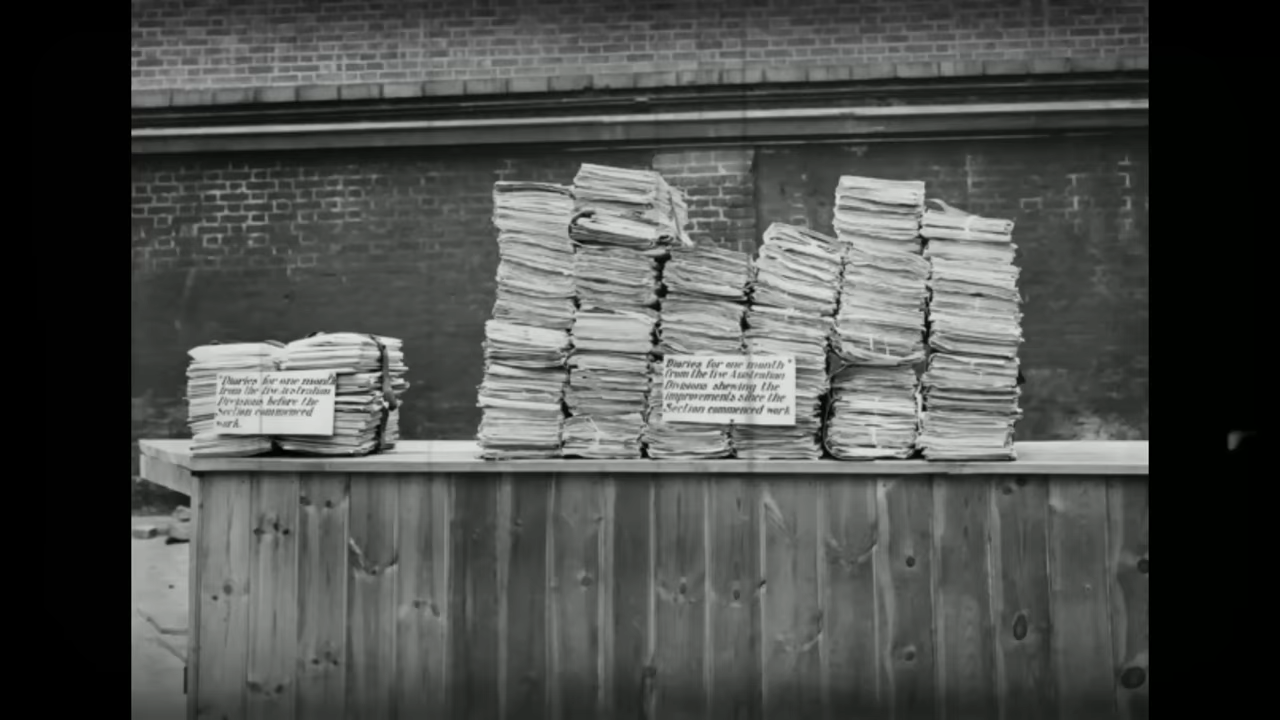 "Diaries for one month"
from the five Australian
Divisions before the
Section commenced
work.
"Diaries for one month"
from the five Australian
Divisions showing the
improvements since the
Section commenced work